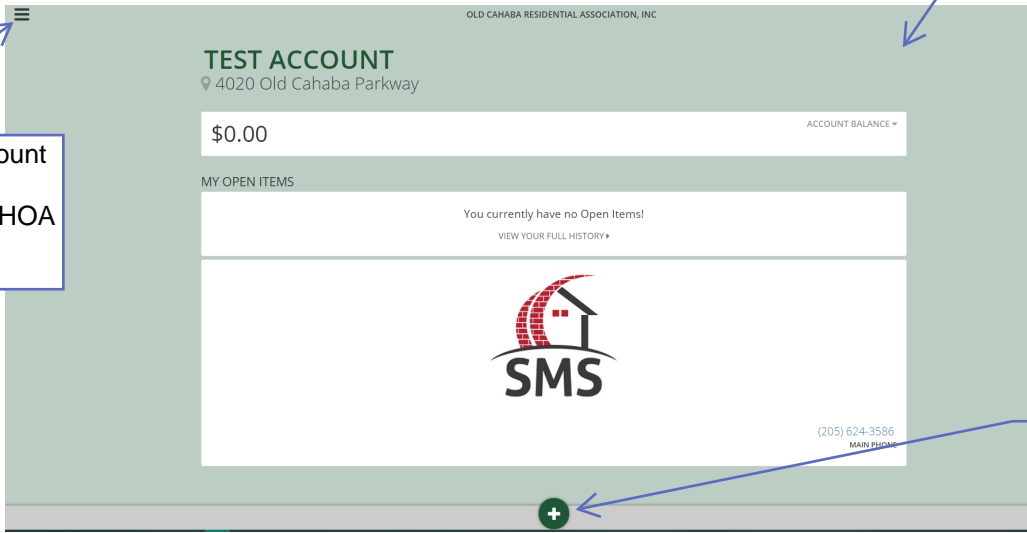 OLD CAHABA RESIDENTIAL ASSOCIATION, INC
TEST ACCOUNT
4020 Old Cahaba Parkway
$0.00
ACCOUNT BALANCE
HOA
MY OPEN ITEMS
You currently have no Open Items!
VIEW YOUR FULL HISTORY
SMS
(205) 624-3586
MAIN PHONE